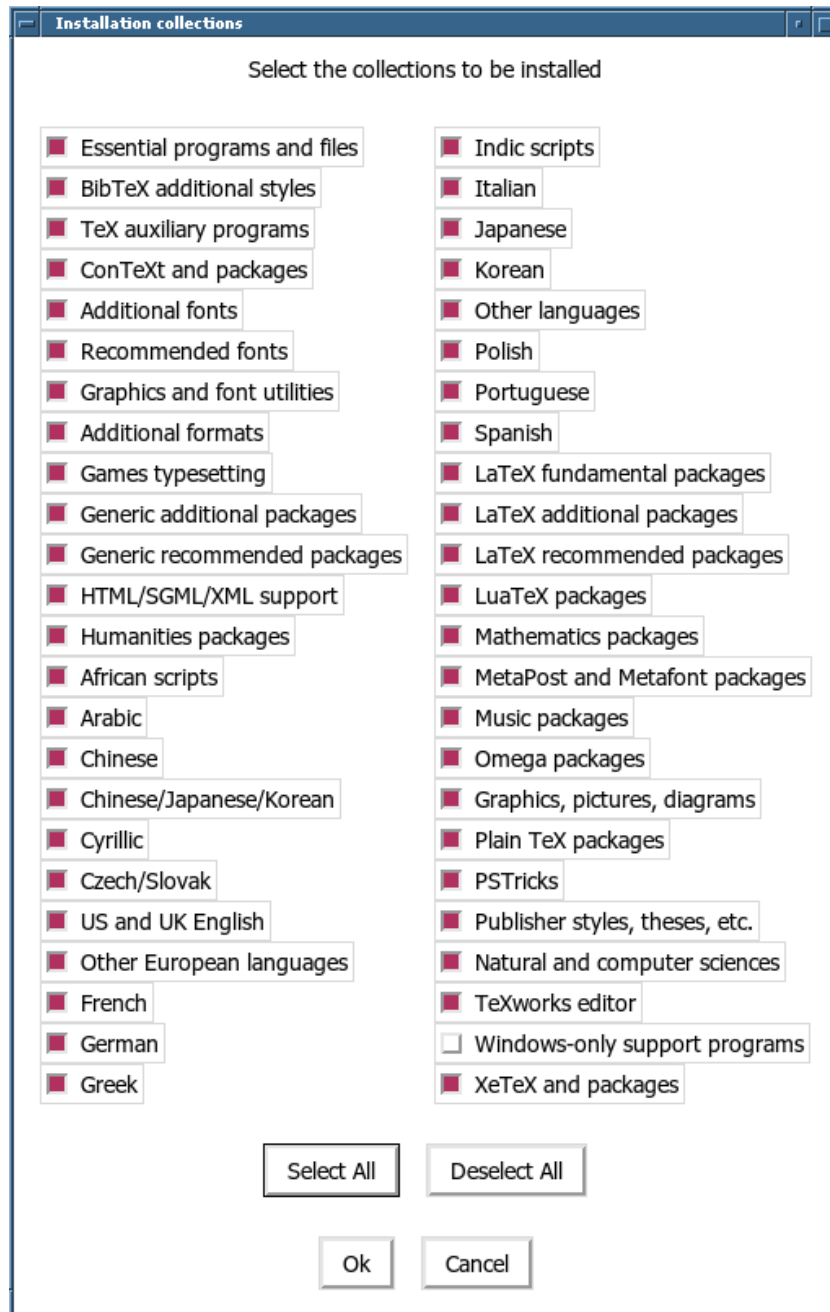 Installation collections
Select the collections to be installed
Essential programs and files
BibTeX additional styles
TeX auxiliary programs
ConTeXt and packages
Additional fonts
Recommended fonts
Graphics and font utilities
Additional formats
Games typesetting
Generic additional packages
Generic recommended packages
HTML/SGML/XML support
Humanities packages
African scripts
Arabic
Chinese
Chinese/Japanese/Korean
Cyrillic
Czech/Slovak
US and UK English
Other European languages
French
German
Greek
Indic scripts
Italian
Japanese
Korean
Other languages
Polish
Portuguese
Spanish
LaTeX fundamental packages
LaTeX additional packages
LaTeX recommended packages
LuaTeX packages
Mathematics packages
MetaPost and Metafont packages
Music packages
Omega packages
Graphics, pictures, diagrams
Plain TeX packages
PSTricks
Publisher styles, theses, etc.
Natural and computer sciences
TeXworks editor
Windows-only support programs
XeTeX and packages
Select All
Deselect All
Ok
Cancel